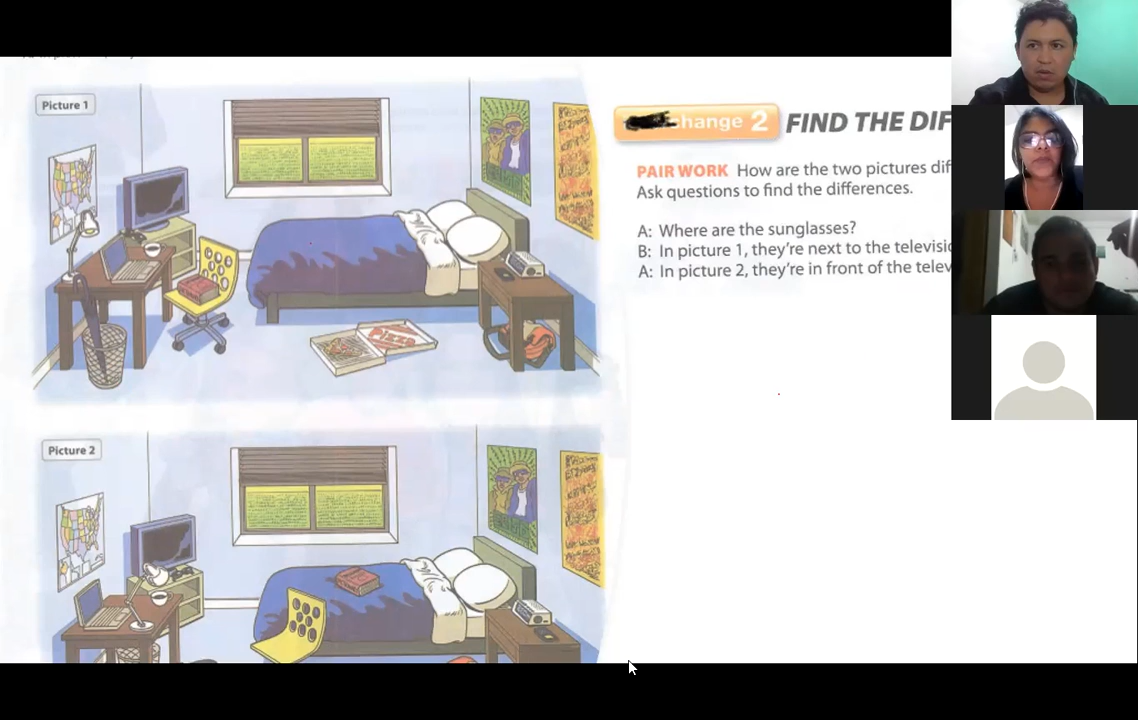 Picture 1
Picture 2
Pizza
change 2 FIND THE DIF
PAIR WORK How are the two pictures dif
Ask questions to find the differences.
A: Where are the sunglasses?
B: In picture 1, they're next to the televisio
A: In picture 2, they're in front of the telev